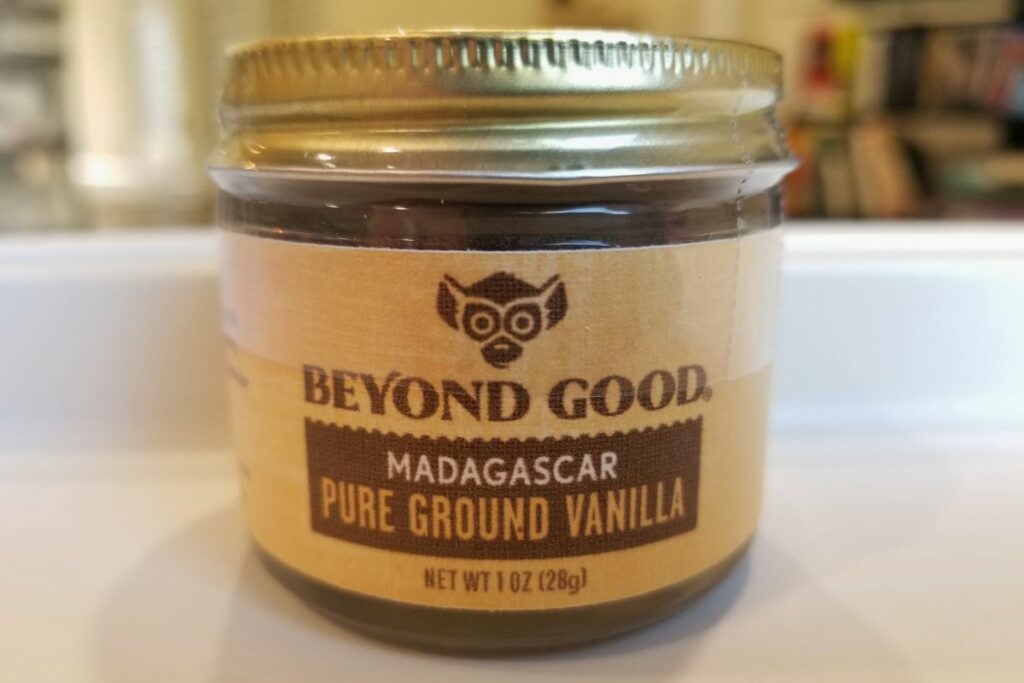 BEYOND GOOD®
MADAGASCAR
PURE GROUND VANILLA
NET WT 1 OZ (28g)